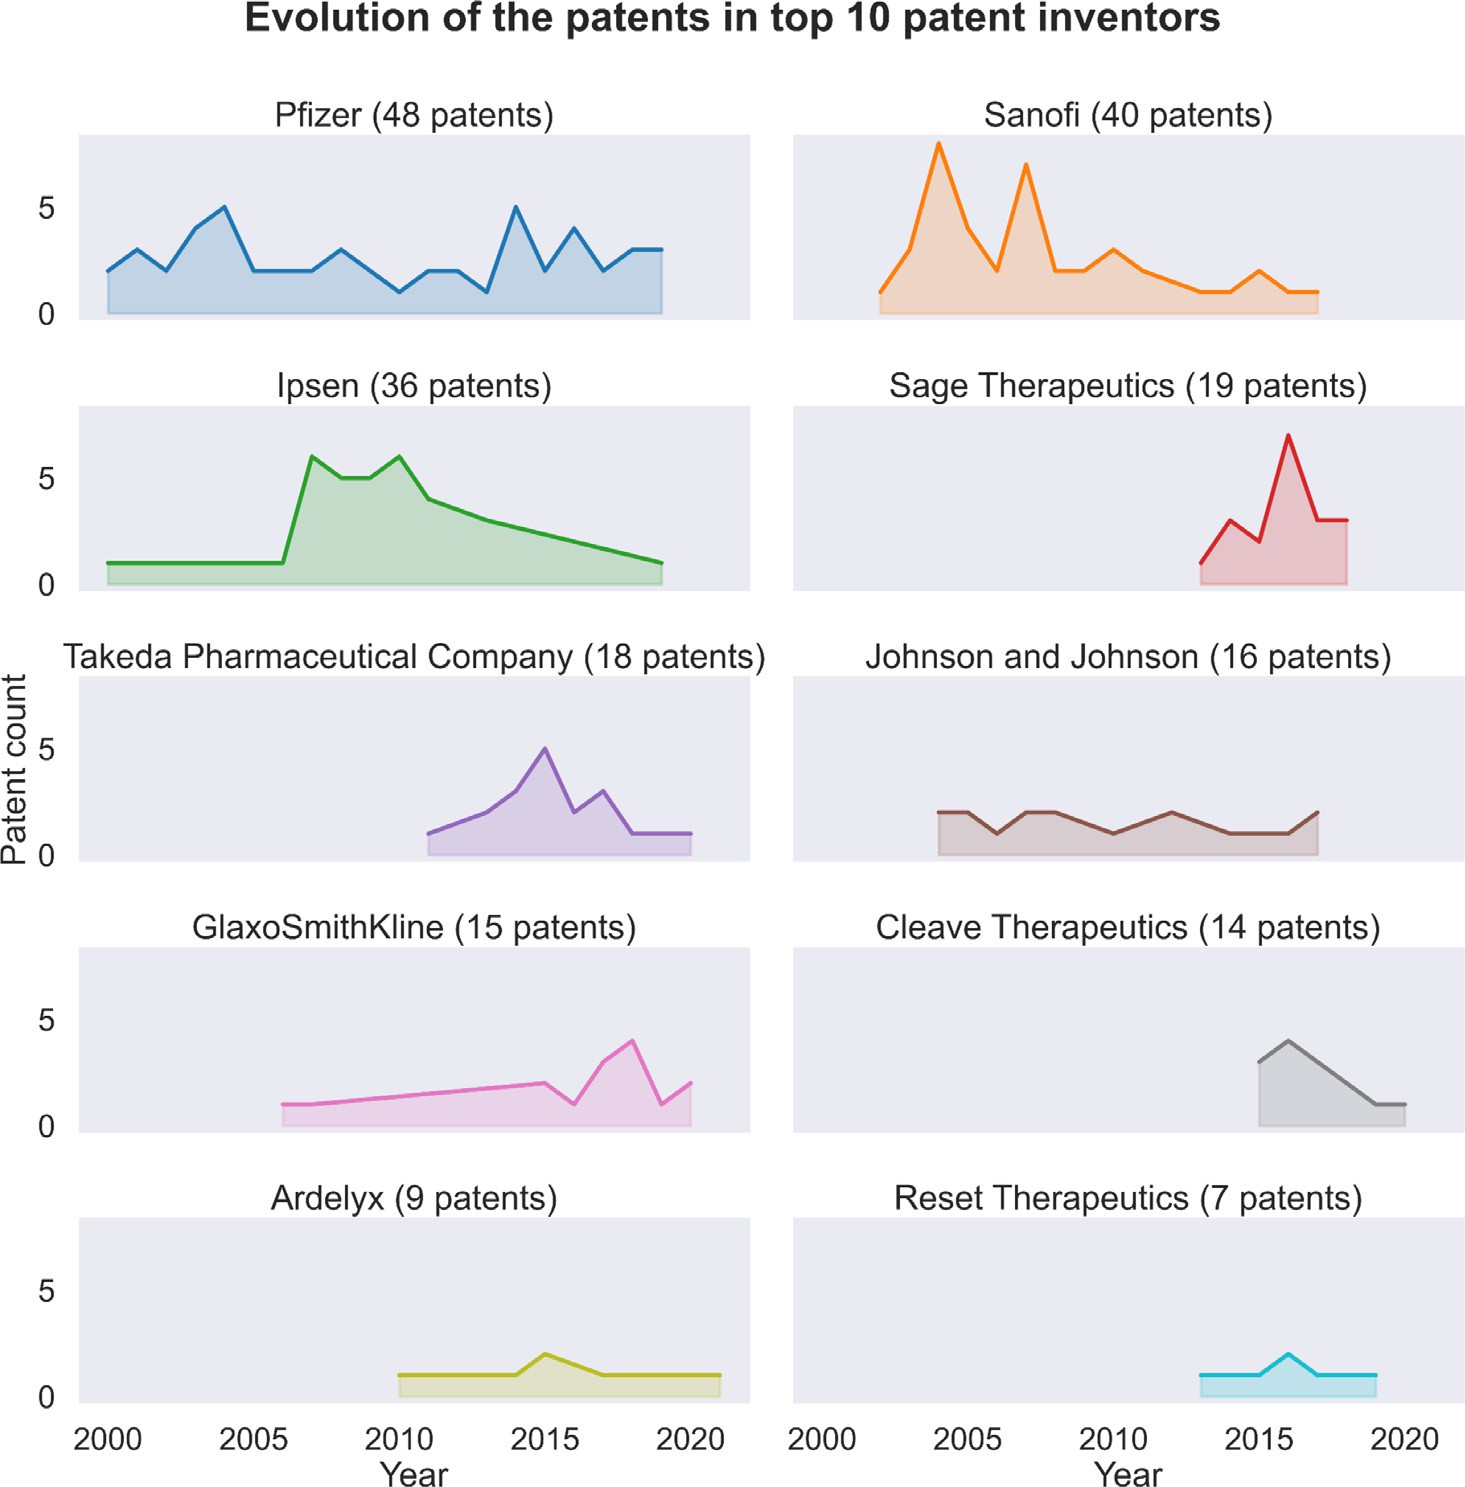 Evolution of the patents in top 10 patent inventors
Pfizer (48 patents)
Sanofi (40 patents)
5
0
Ipsen (36 patents)
Sage Therapeutics (19 patents)
5
0
Takeda Pharmaceutical Company (18 patents)
Johnson and Johnson (16 patents)
Patent count
5
0
GlaxoSmithKline (15 patents)
Cleave Therapeutics (14 patents)
5
0
Ardelyx (9 patents)
Reset Therapeutics (7 patents)
5
0
2000 2005 2010 2015 2020
2000 2005 2010 2015 2020
Year
Year